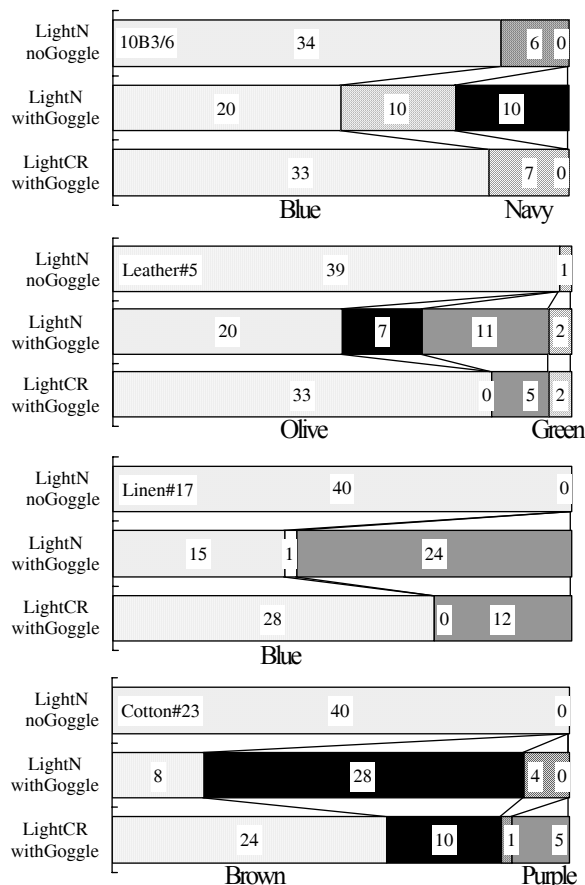 LightN
noGoggle
10B3/6 34 6 0
LightN
withGoggle
20 10 10
LightCR
withGoggle
33 7 0
Blue Navy
LightN
noGoggle
Leather#5 39 1
LightN
withGoggle
20 7 11 2
LightCR
withGoggle
33 0 5 2
Olive Green
LightN
noGoggle
Linen#17 40 0
LightN
withGoggle
15 1 24
LightCR
withGoggle
28 0 12
Blue
LightN
noGoggle
Cotton#23 40 0
LightN
withGoggle
8 28 4 0
LightCR
withGoggle
24 10 1 5
Brown Purple